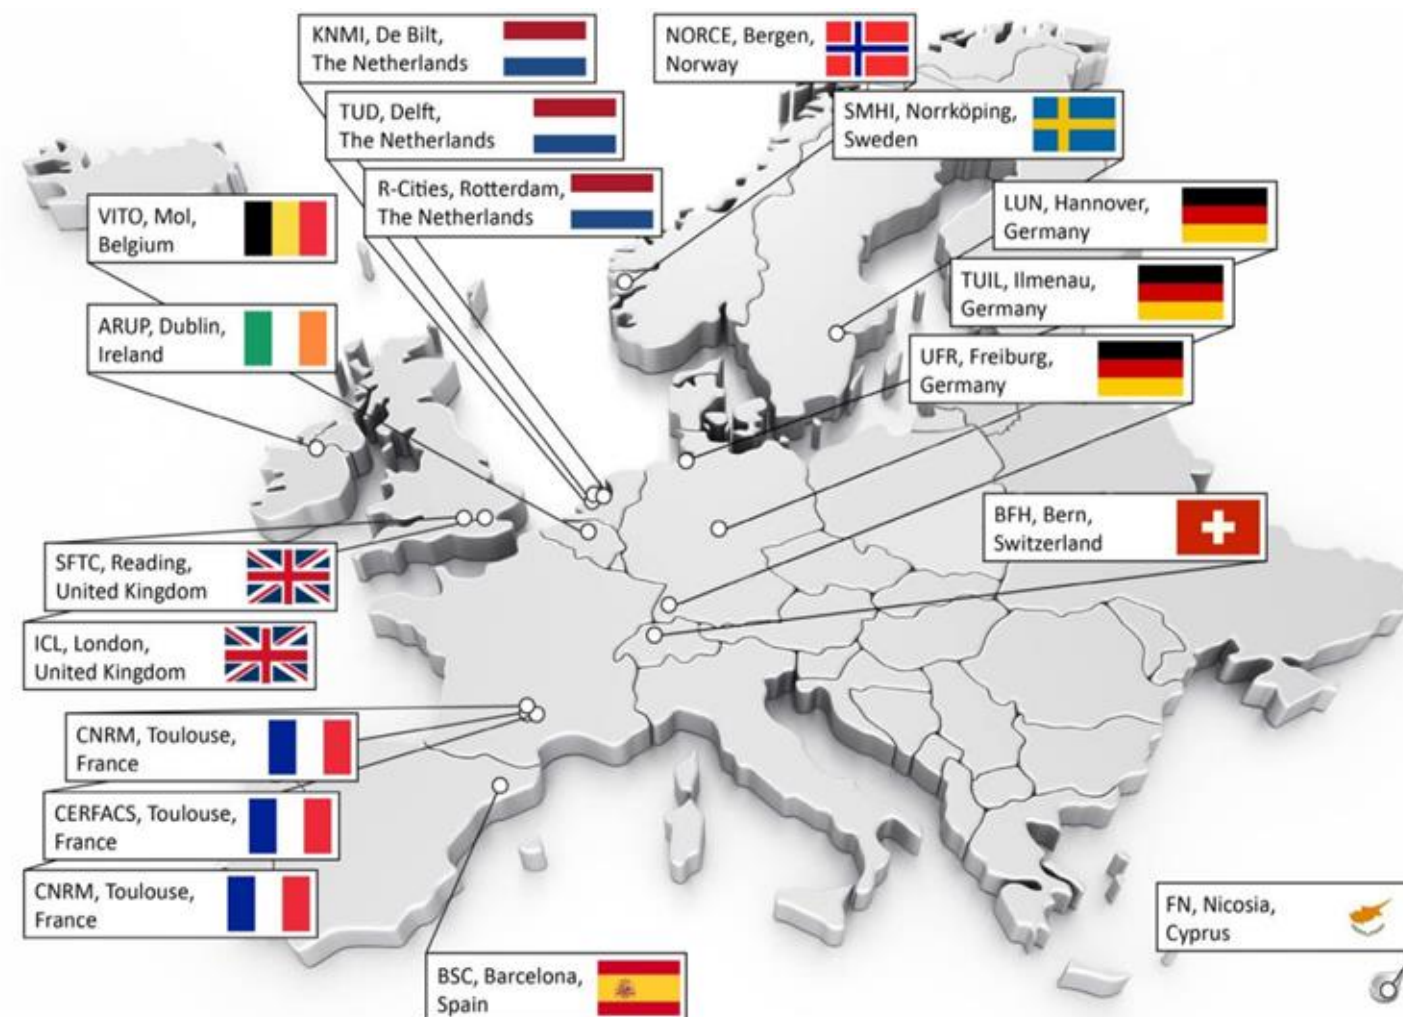 KNMI, De Bilt,
The Netherlands
NORCE, Bergen,
Norway
TUD, Delft,
The Netherlands
SMHI, Norrköping,
Sweden
R-Cities, Rotterdam,
The Netherlands
VITO, Mol,
Belgium
LUN, Hannover,
Germany
TUIL, Ilmenau,
Germany
ARUP, Dublin,
Ireland
UFR, Freiburg,
Germany
BFH, Bern,
Switzerland
SFTC, Reading,
United Kingdom
ICL, London,
United Kingdom
CNRM, Toulouse,
France
CERFACS, Toulouse,
France
CNRM, Toulouse,
France
FN, Nicosia,
Cyprus
BSC, Barcelona,
Spain